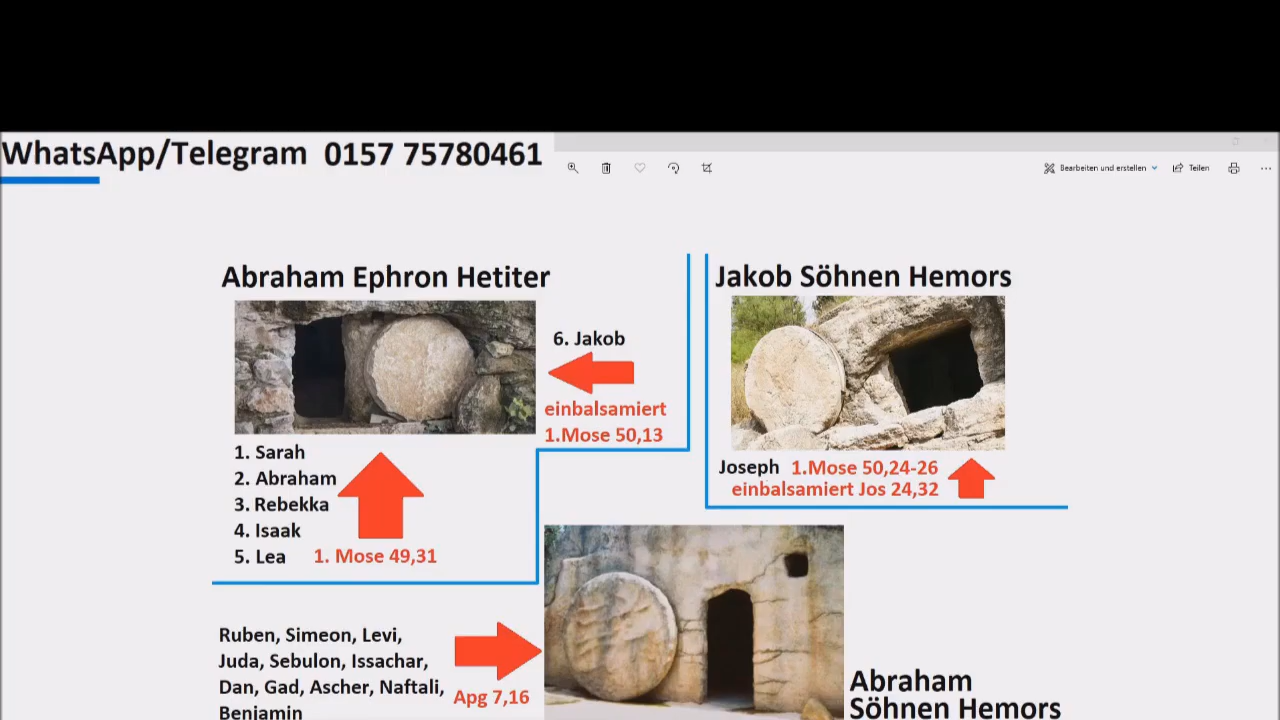 WhatsApp/Telegram 0157 75780461
Bearbeiten und erstellen
Teilen
Abraham Ephron Hetiter
6. Jakob
einbalsamiert
1.Mose 50,13
1. Sarah
2. Abraham
3. Rebekka
4. Isaak
5. Lea 1. Mose 49,31
Jakob Söhnen Hemors
Joseph 1.Mose 50,24-26
einbalsamiert Jos 24,32
Ruben, Simeon, Levi,
Juda, Sebulon, Issachar,
Dan, Gad, Ascher, Naftali,
Benjamin
Apg 7,16
Abraham
Söhnen Hemors